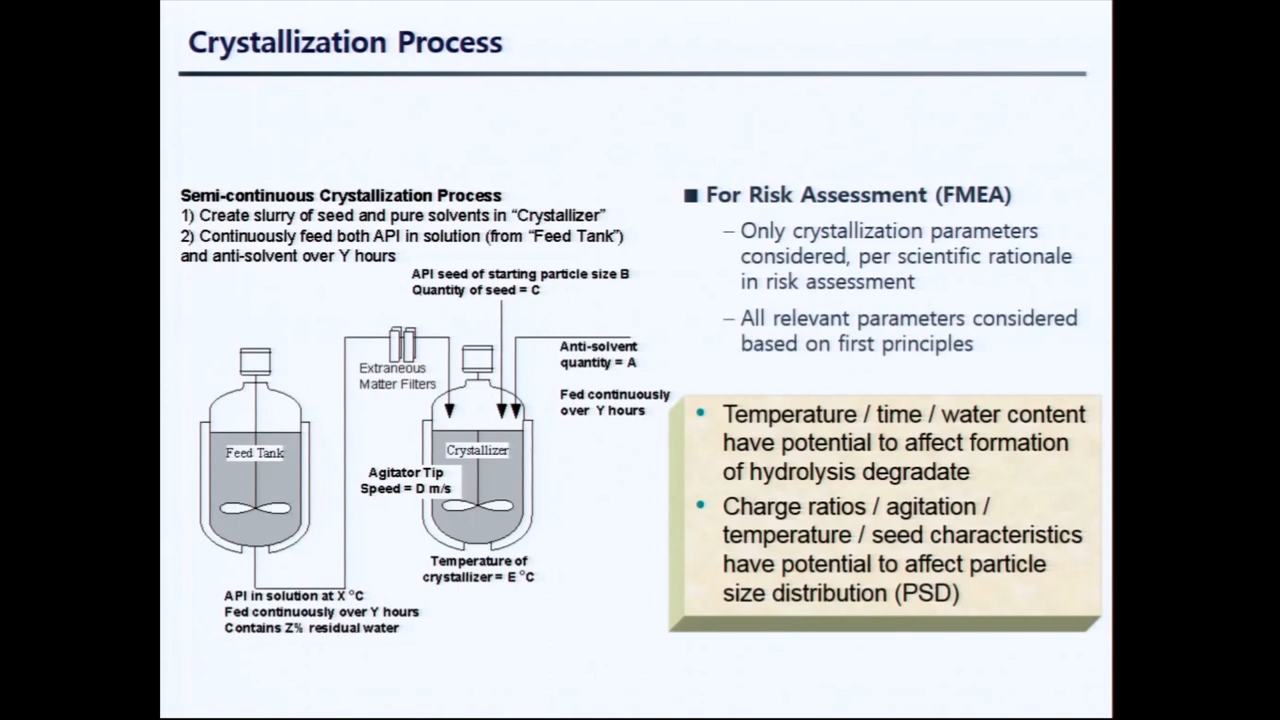 Crystallization Process
Semi-continuous Crystallization Process
1) Create slurry of seed and pure solvents in “Crystallizer”
2) Continuously feed both API in solution (from “Feed Tank”)
and anti-solvent over Y hours
API seed of starting particle size B
Quantity of seed = C
Extraneous
Matter Filters
Anti-solvent
quantity = A
Fed continuously
over Y hours
Feed Tank
Crystallizer
Agitator Tip
Speed = D m/s
Temperature of
crystallizer = E °C
API in solution at X °C
Fed continuously over Y hours
Contains Z% residual water
■ For Risk Assessment (FMEA)
– Only crystallization parameters
considered, per scientific rationale
in risk assessment
– All relevant parameters considered
based on first principles
• Temperature / time / water content
have potential to affect formation
of hydrolysis degradate
• Charge ratios / agitation /
temperature / seed characteristics
have potential to affect particle
size distribution (PSD)